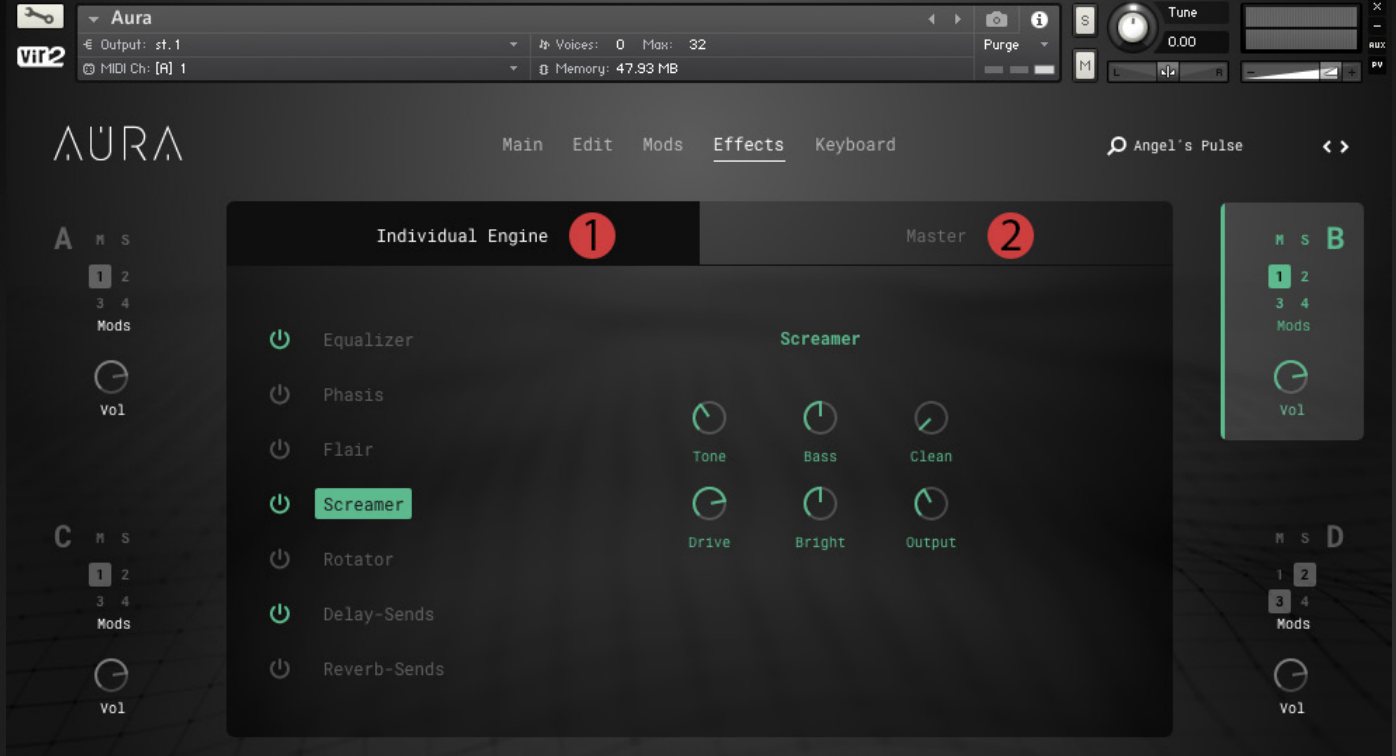 Aura
Output: st.1
Voices: 0 Max: 32
Purge
MIDI Ch: [A] 1
Memory: 47.93 MB
S
M
Tune
0.00
L R
- +
×
-
AUX
PV
Vir2
AURA
Main Edit Mods Effects Keyboard
Angel's Pulse
< >
Individual Engine 1
Master 2
A M S
1 2
3 4
Mods
Vol
B M S
1 2
3 4
Mods
Vol
Equalizer
Phasis
Flair
Screamer
Rotator
Delay-Sends
Reverb-Sends
Screamer
Tone Bass Clean
Drive Bright Output
C M S
1 2
3 4
Mods
Vol
M S D
1 2
3 4
Mods
Vol